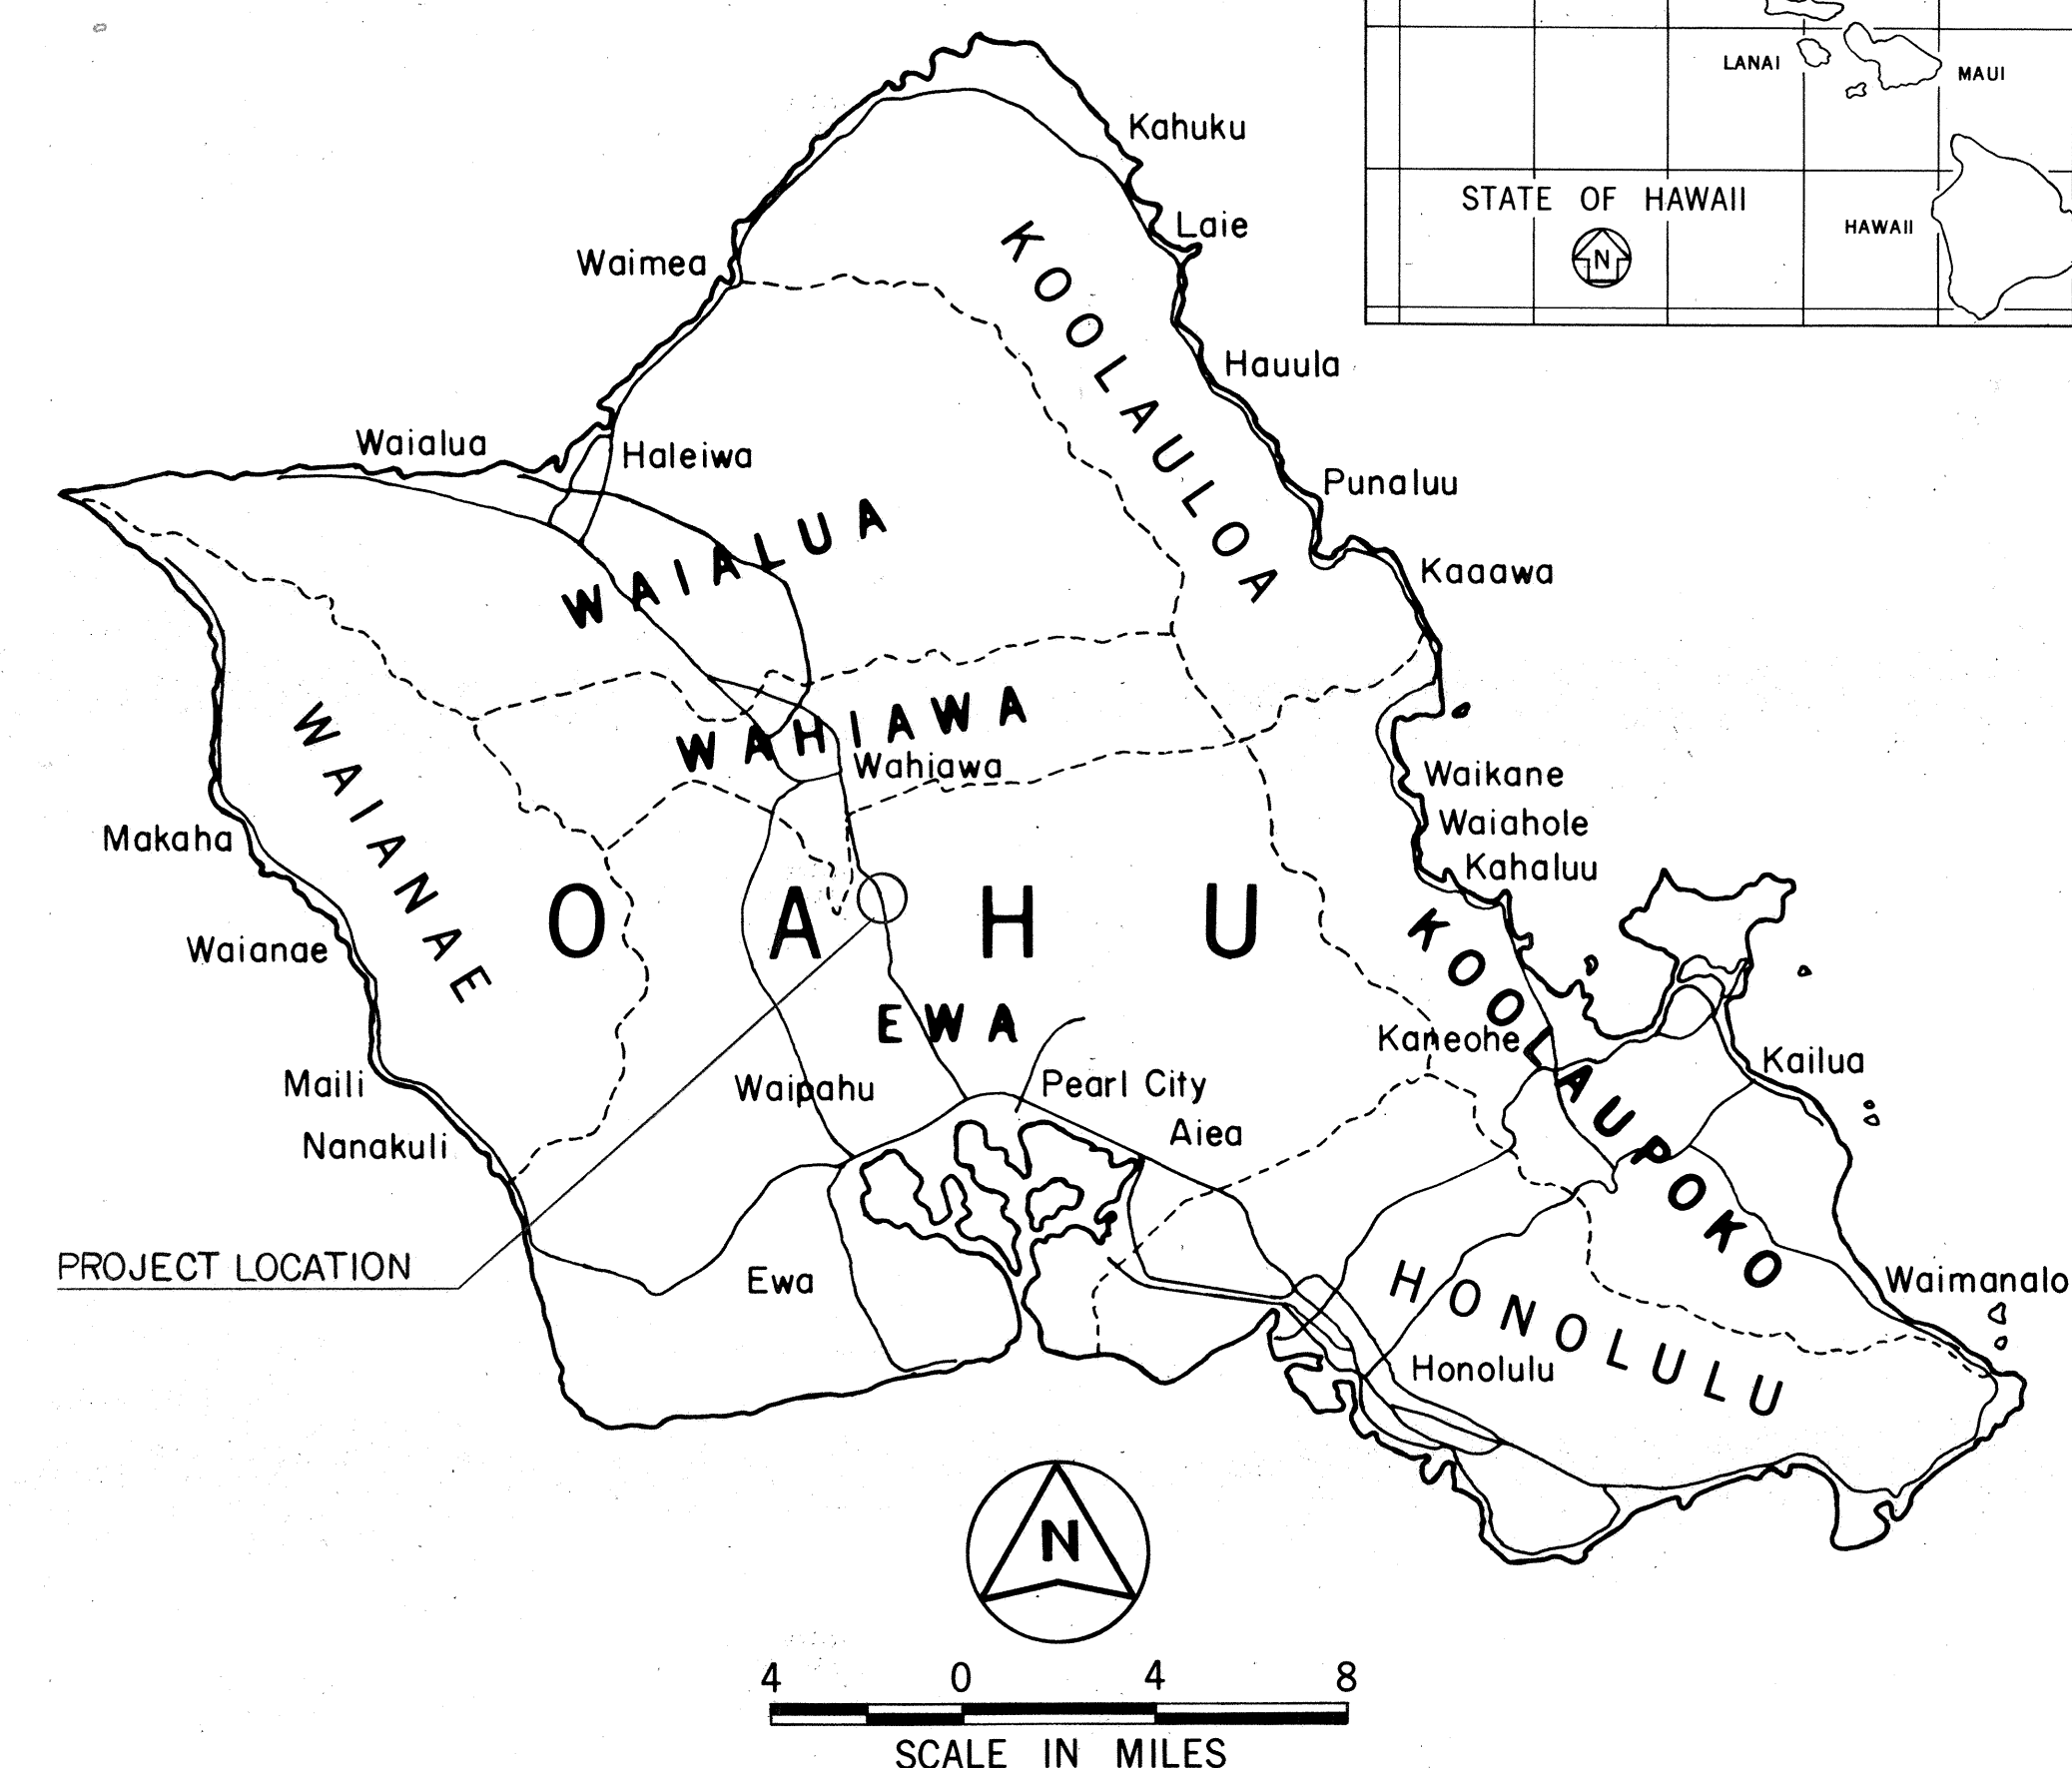 LANAI
MAUI
STATE OF HAWAII
N
HAWAII
Kahuku
Laie
Waimea
KOOLAULOA
Hauula
Waialua
Haleiwa
Punaluu
WAIALUA
Kaaawa
WAHIAWA
Wahiawa
WAIANAE
Waikane
Waiahole
Makaha
Kahaluu
OAHU
Waianae
KOOLAUPOKO
EWA
Kaneohe
Kailua
Maili
Waipahu
Pearl City
Aiea
Nanakuli
PROJECT LOCATION
Ewa
HONOLULU
Waimanalo
Honolulu
N
4 0 4 8
SCALE IN MILES